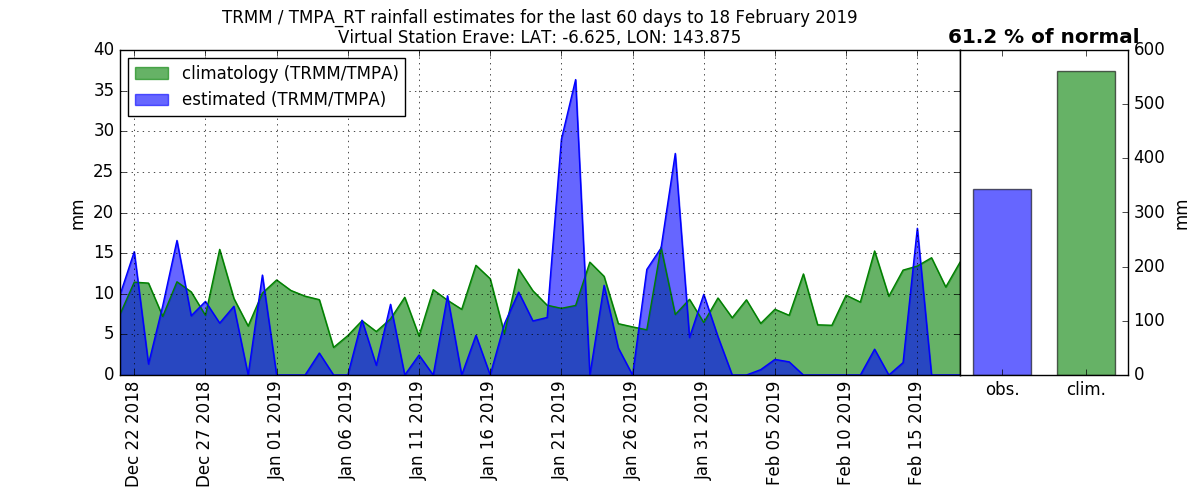 TRMM / TMPA_RT rainfall estimates for the last 60 days to 18 February 2019
Virtual Station Erave: LAT: -6.625, LON: 143.875
61.2 % of normal
climatology (TRMM/TMPA)
estimated (TRMM/TMPA)
mm
40
35
30
25
20
15
10
5
0
Dec 22 2018
Dec 27 2018
Jan 01 2019
Jan 06 2019
Jan 11 2019
Jan 16 2019
Jan 21 2019
Jan 26 2019
Jan 31 2019
Feb 05 2019
Feb 10 2019
Feb 15 2019
obs.
clim.
600
500
400
300
200
100
0
mm